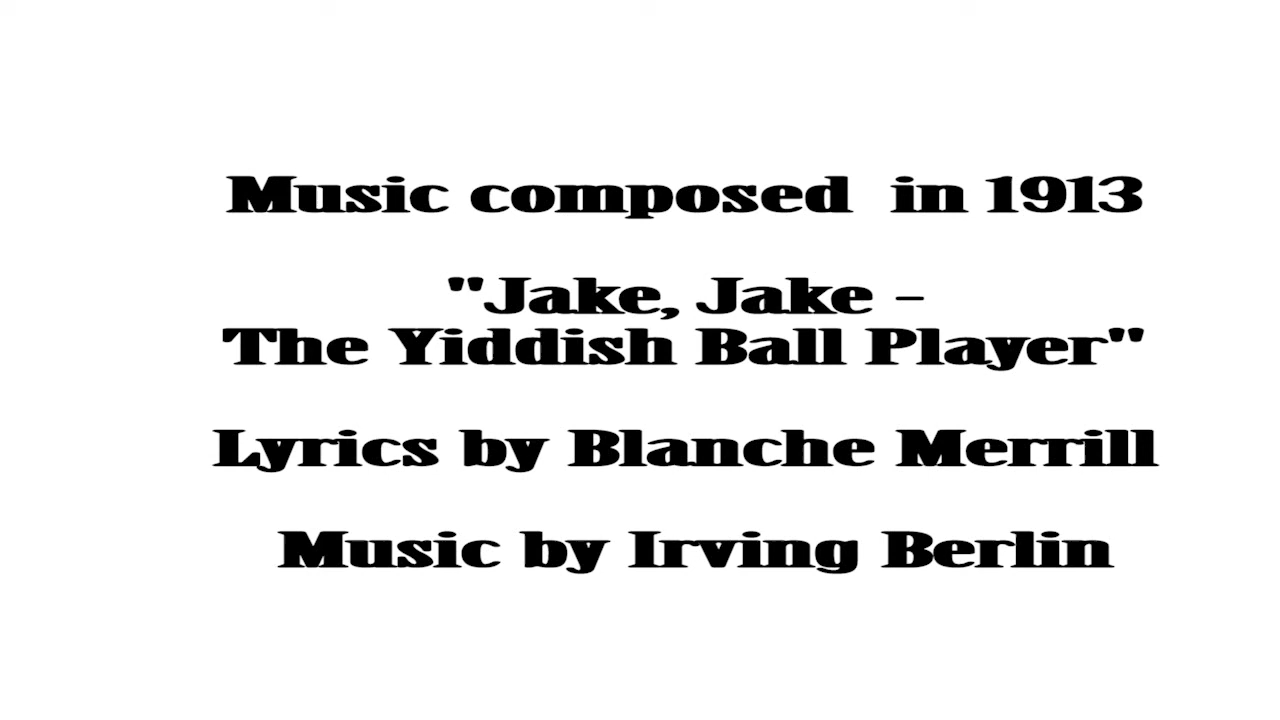 Music composed  in 1913
"Jake, Jake -
The Yiddish Ball Player"
Lyrics by Blanche Merrill
Music by Irving Berlin